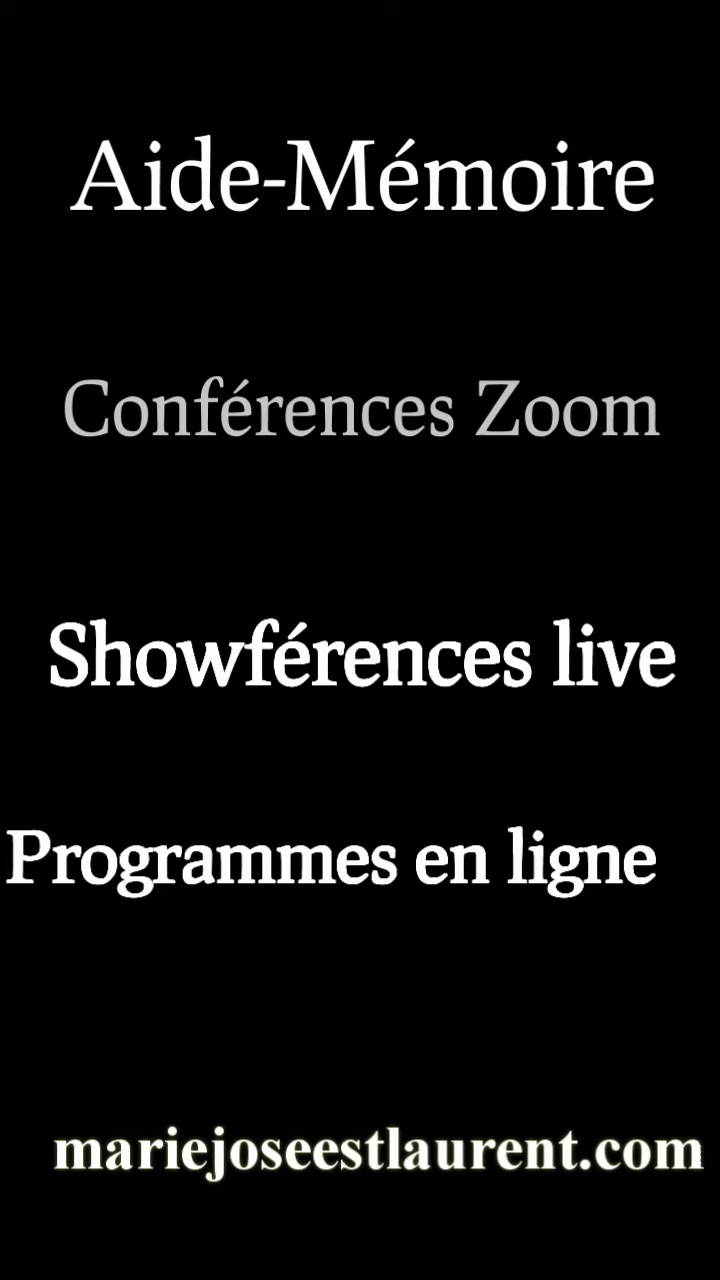 Aide-Mémoire
Conférences Zoom
Showférences live
Programmes en ligne
mariejoseestlaurent.com